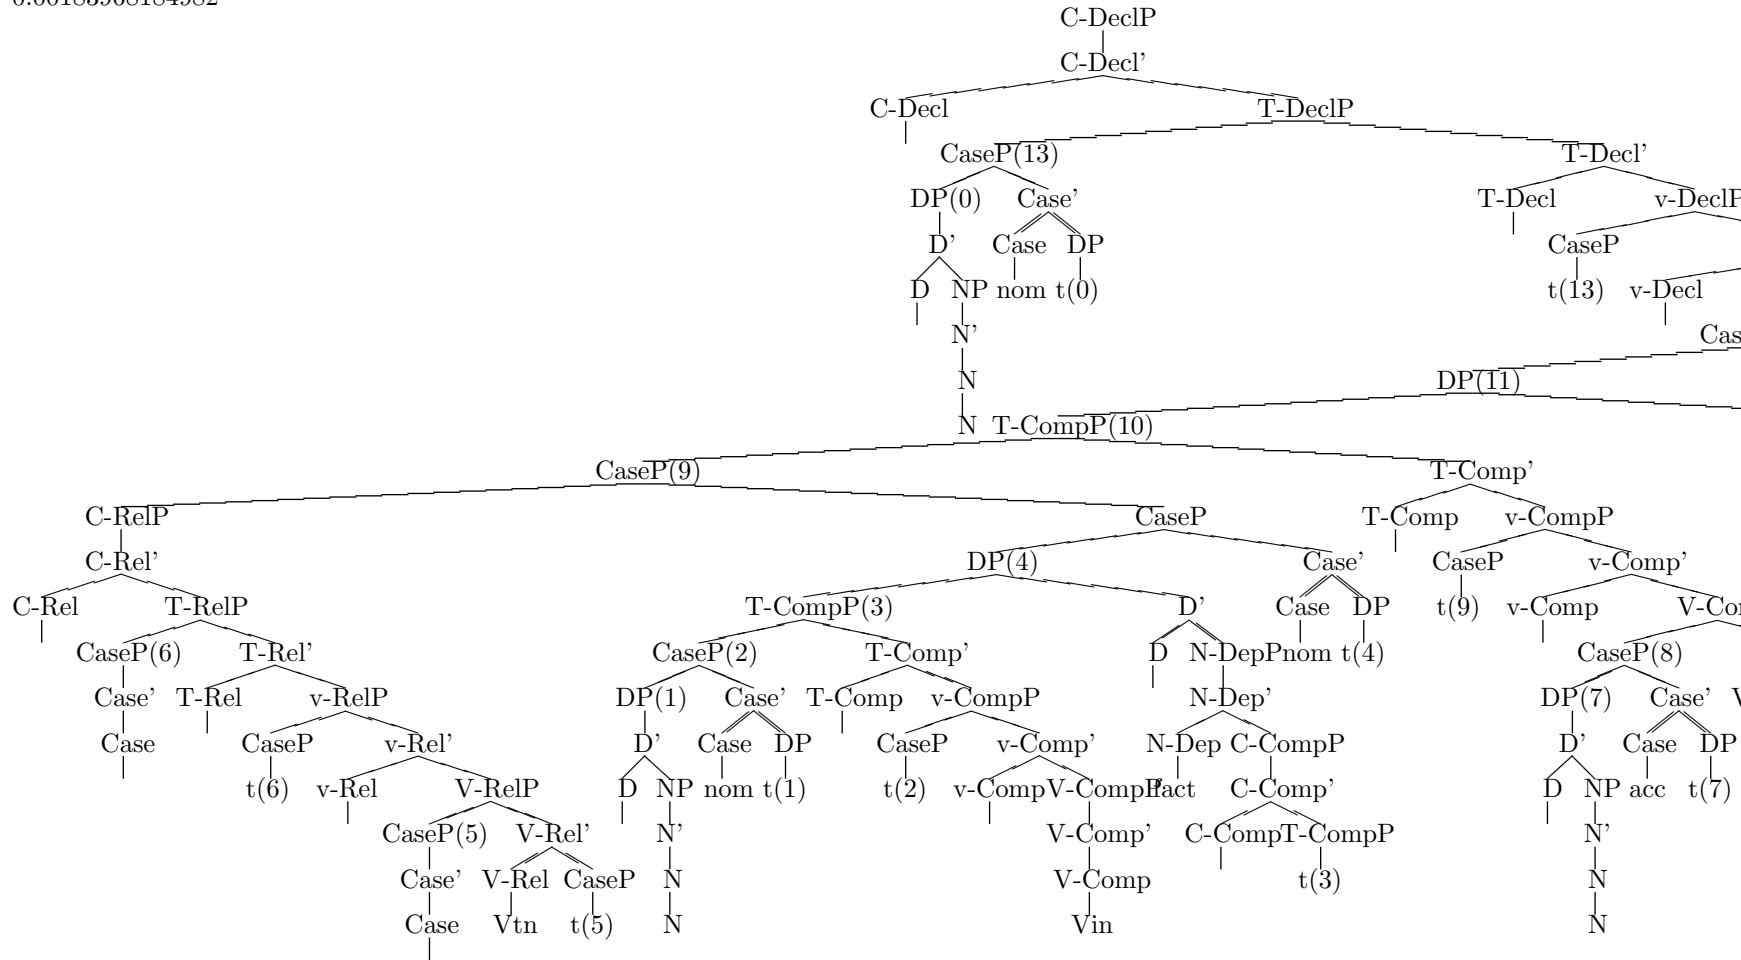 C-DeclP
C-Decl'
C-Decl T-DeclP
CaseP(13) T-Decl'
DP(0) Case' T-Decl v-DeclP
D' Case DP CaseP
D NP nom t(0) t(13) v-Decl
N' Cas
N DP(11)
N T-CompP(10)
CaseP(9) T-Comp'
C-RelP CaseP T-Comp v-CompP
C-Rel' DP(4) Case' CaseP v-Comp'
C-Rel T-RelP T-CompP(3) D' Case DP t(9) v-Comp V-Co
CaseP(6) T-Rel' CaseP(2) T-Comp' D N-DepP nom t(4) CaseP(8)
Case' T-Rel v-RelP DP(1) Case' T-Comp v-CompP N-Dep' DP(7) Case'
Case CaseP v-Rel' D' Case DP CaseP v-Comp' N-Dep C-CompP D' Case DP
t(6) v-Rel V-RelP D NP nom t(1) t(2) v-Comp V-CompP fact C-Comp' D NP acc t(7)
CaseP(5) V-Rel' N' V-Comp' C-Comp T-CompP N'
Case' V-Rel CaseP N V-Comp t(3) N
Case Vtn t(5) N Vin N